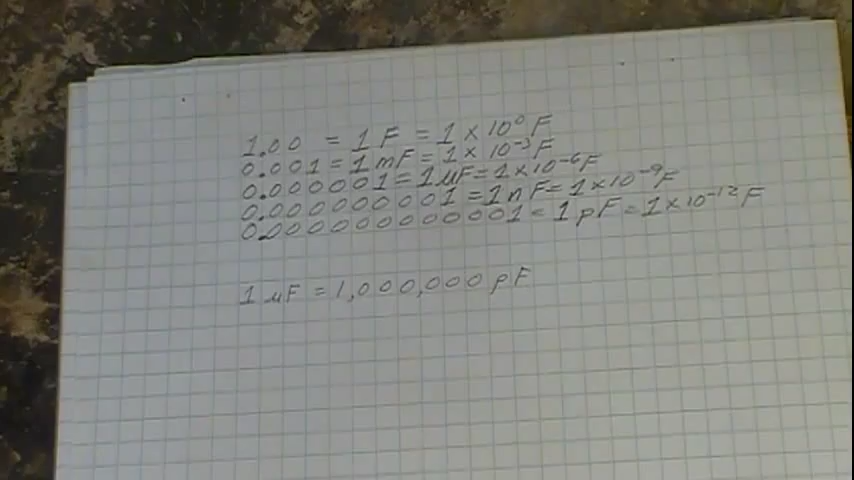 1.00 = 1 F = 1 × 10⁰ F
0.001 = 1 mF = 1 × 10⁻³ F
0.000001 = 1 µF = 1 × 10⁻⁶ F
0.000000001 = 1 nF = 1 × 10⁻⁹ F
0.000000000001 = 1 pF = 1 × 10⁻¹² F
1 µF = 1,000,000 pF